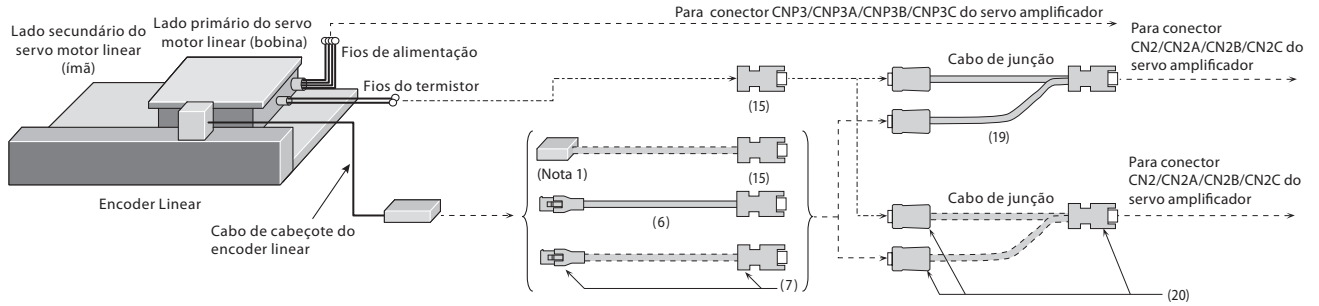 Para conector CNP3/CNP3A/CNP3B/CNP3C do servo amplificador
Lado primário do servo
motor linear (bobina)
Lado secundário do
servo motor linear
(ímã)
Fios de alimentação
Fios do termistor
(15)
Cabo de junção
(19)
Para conector
CN2/CN2A/CN2B/CN2C do
servo amplificador
Encoder Linear
Cabo de cabeçote do
encoder linear
(Nota 1)
(15)
(6)
(7)
Cabo de junção
(20)
Para conector
CN2/CN2A/CN2B/CN2C do
servo amplificador